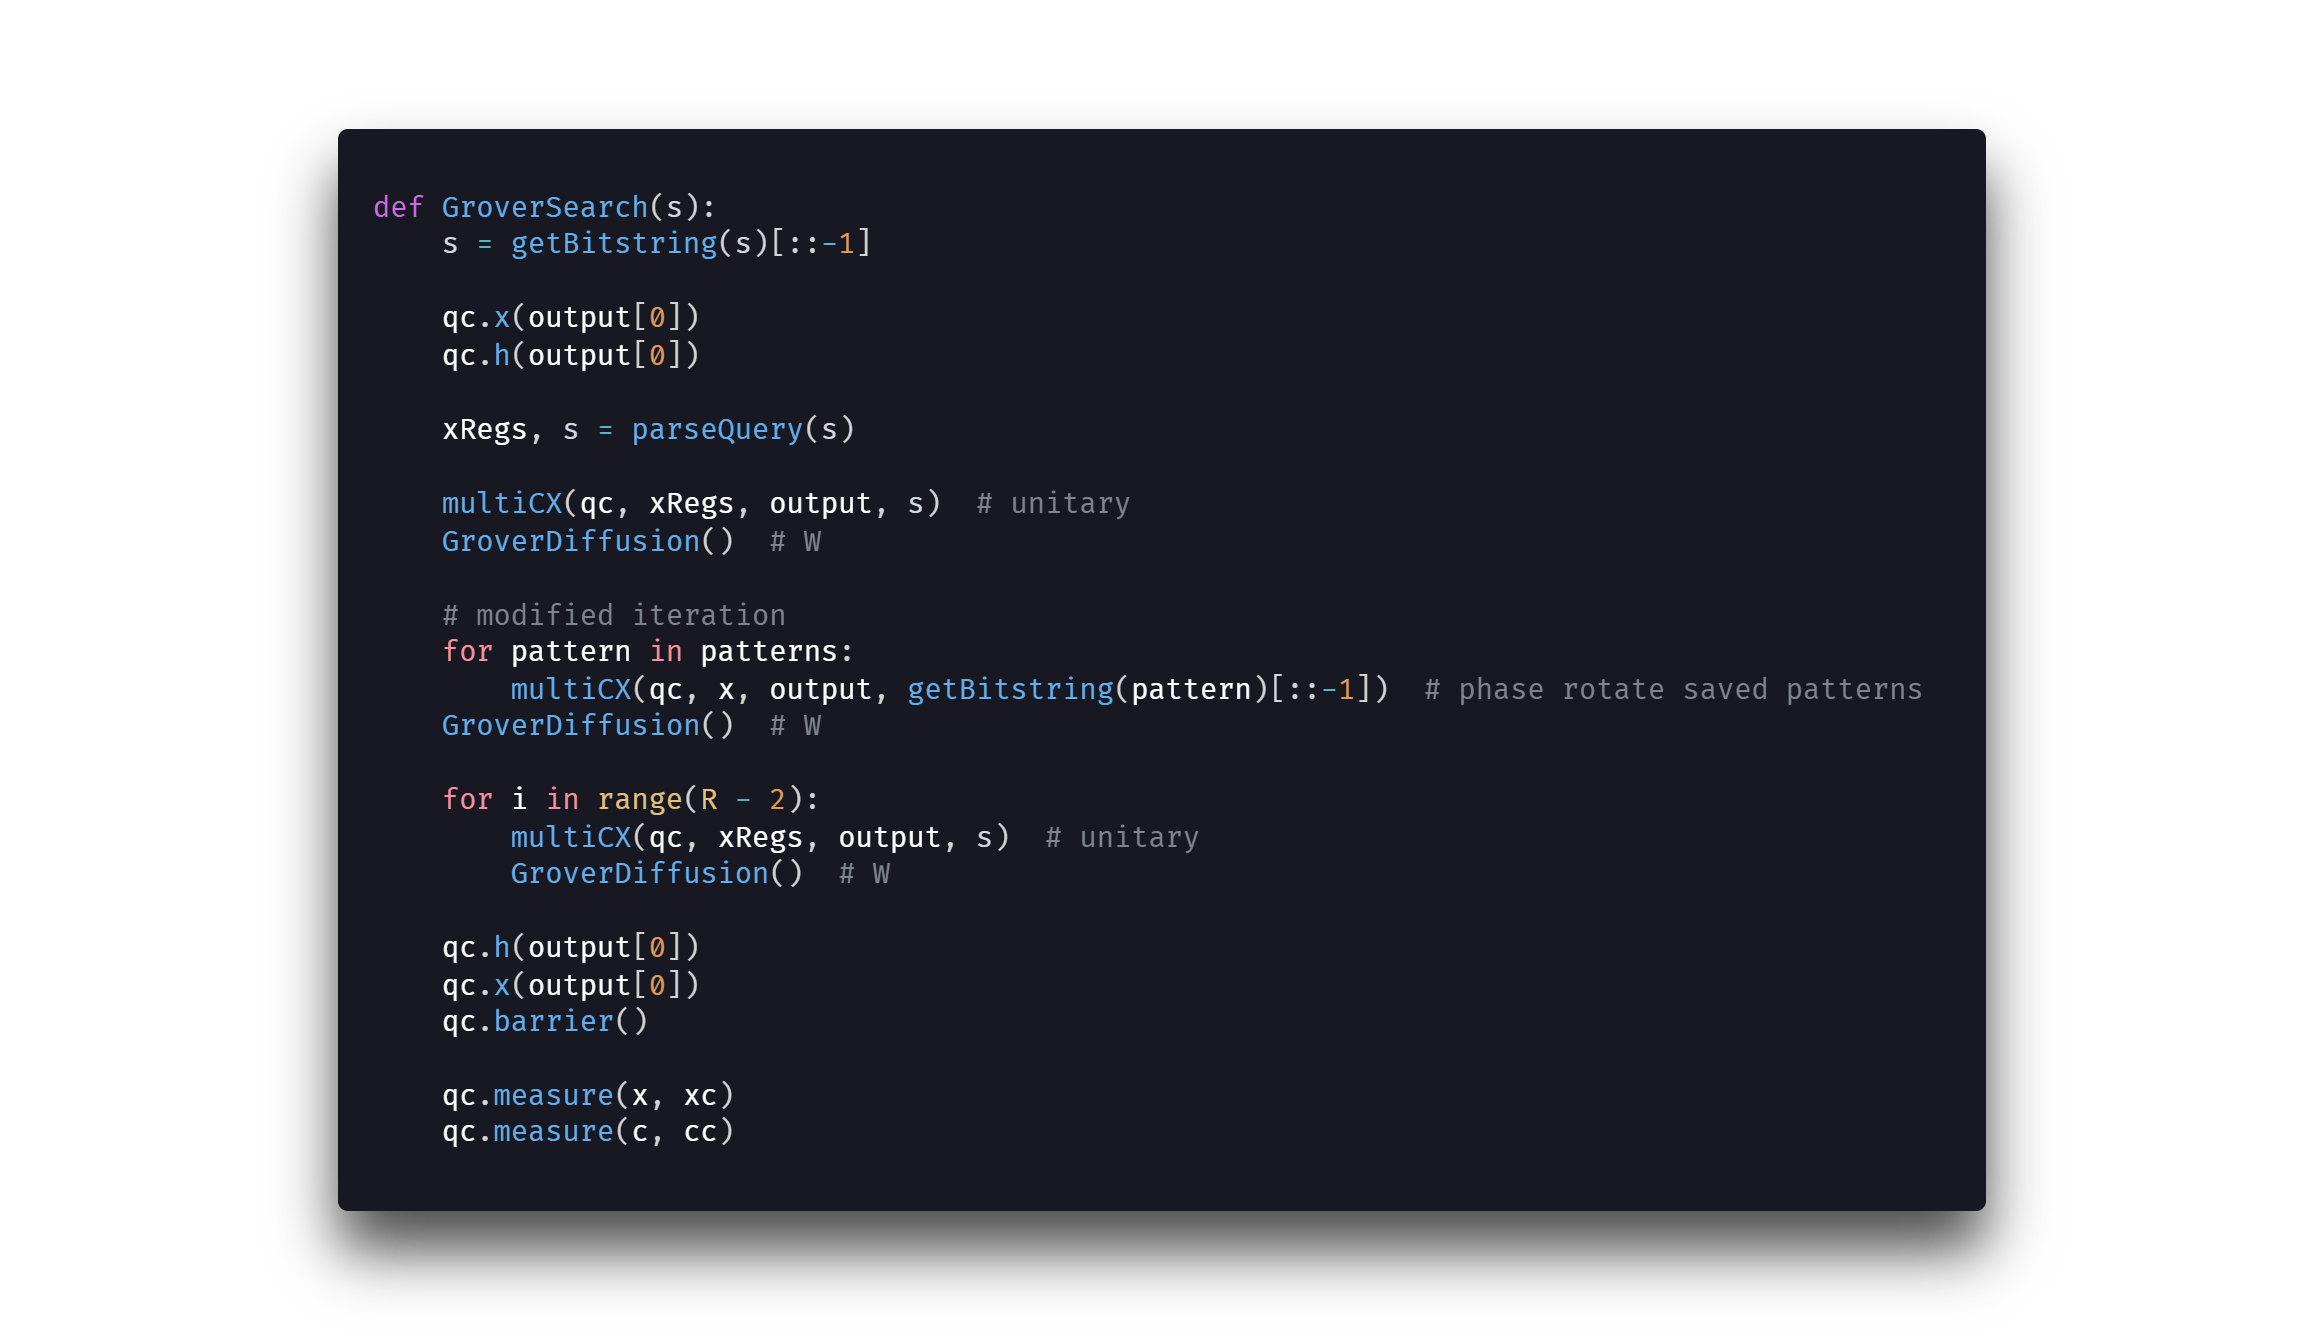 def GroverSearch(s):
    s = getBitstring(s)[::-1]

    qc.x(output[0])
    qc.h(output[0])

    xRegs, s = parseQuery(s)

    multiCX(qc, xRegs, output, s)  # unitary
    GroverDiffusion()  # W

    # modified iteration
    for pattern in patterns:
        multiCX(qc, x, output, getBitstring(pattern)[::-1])  # phase rotate saved patterns
    GroverDiffusion()  # W

    for i in range(R - 2):
        multiCX(qc, xRegs, output, s)  # unitary
        GroverDiffusion()  # W

    qc.h(output[0])
    qc.x(output[0])
    qc.barrier()

    qc.measure(x, xc)
    qc.measure(c, cc)